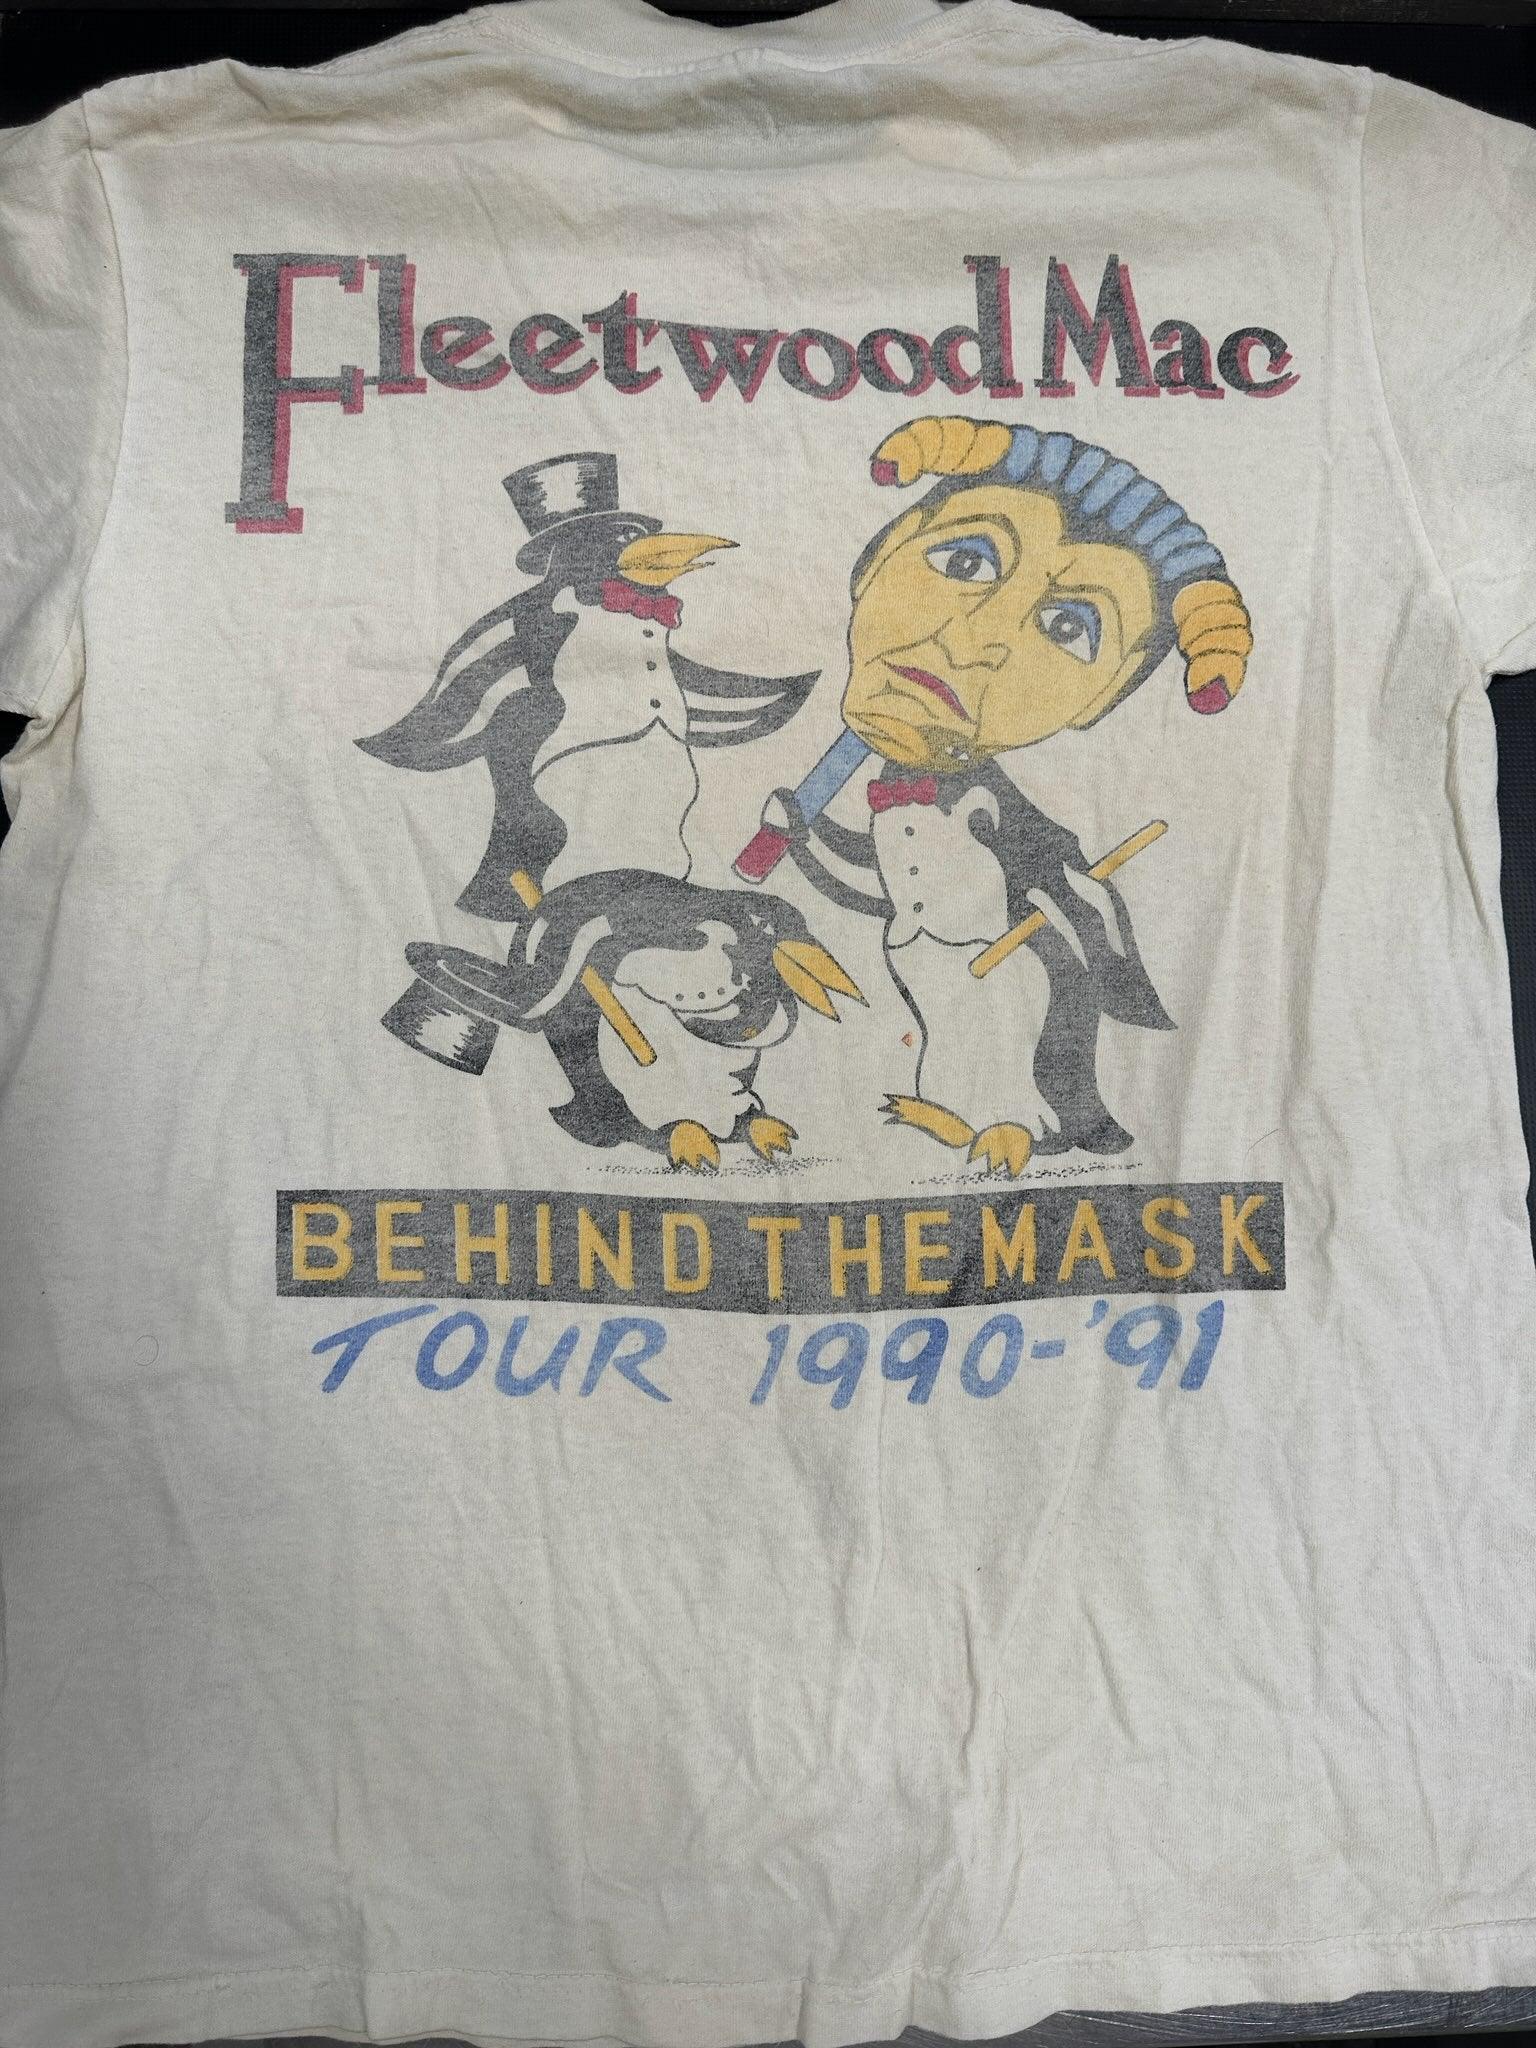 Fleetwood Mac
BEHIND THE MASK
TOUR 1990-'91